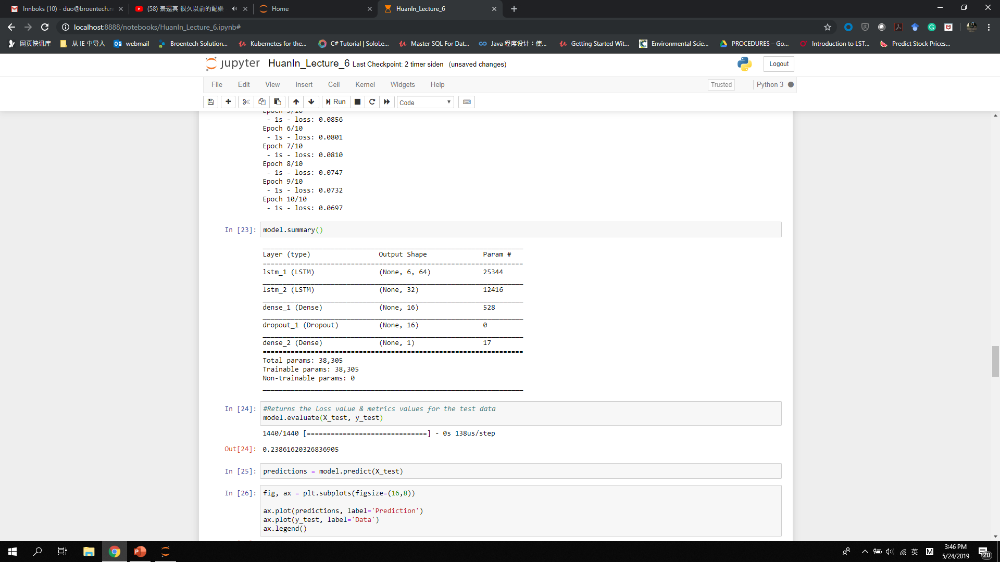 Innboks (10) - duo@broentech.n
(58) 素還真 很久以前的配樂
Home
HuanIn_Lecture_6
localhost:8888/notebooks/HuanIn_Lecture_6.ipynb#
网页快讯库
从 IE 中导入
webmail
Broentech Solution...
Kubernetes for the...
C# Tutorial | SoloLe...
Master SQL For Dat...
Java 程序设计：使...
Getting Started Wit...
Environmental Scie...
PROCEDURES – Go...
Introduction to LST...
Predict Stock Prices...
jupyter HuanIn_Lecture_6 Last Checkpoint: 2 timer siden (unsaved changes)
Logout
File Edit View Insert Cell Kernel Widgets Help
Trusted
Python 3
Run
Code
Epoch 5/10
- 1s - loss: 0.0856
Epoch 6/10
- 1s - loss: 0.0801
Epoch 7/10
- 1s - loss: 0.0810
Epoch 8/10
- 1s - loss: 0.0747
Epoch 9/10
- 1s - loss: 0.0732
Epoch 10/10
- 1s - loss: 0.0697
In [23]: model.summary()
_________________________________________________________________
Layer (type) Output Shape Param #
=================================================================
lstm_1 (LSTM) (None, 6, 64) 25344
_________________________________________________________________
lstm_2 (LSTM) (None, 32) 12416
_________________________________________________________________
dense_1 (Dense) (None, 16) 528
_________________________________________________________________
dropout_1 (Dropout) (None, 16) 0
_________________________________________________________________
dense_2 (Dense) (None, 1) 17
=================================================================
Total params: 38,305
Trainable params: 38,305
Non-trainable params: 0
_________________________________________________________________
In [24]: #Returns the loss value & metrics values for the test data
model.evaluate(X_test, y_test)
1440/1440 [==============================] - 0s 138us/step
Out[24]: 0.23861620326836905
In [25]: predictions = model.predict(X_test)
In [26]: fig, ax = plt.subplots(figsize=(16,8))
ax.plot(predictions, label='Prediction')
ax.plot(y_test, label='Data')
ax.legend()
英
M
3:46 PM
5/24/2019
20